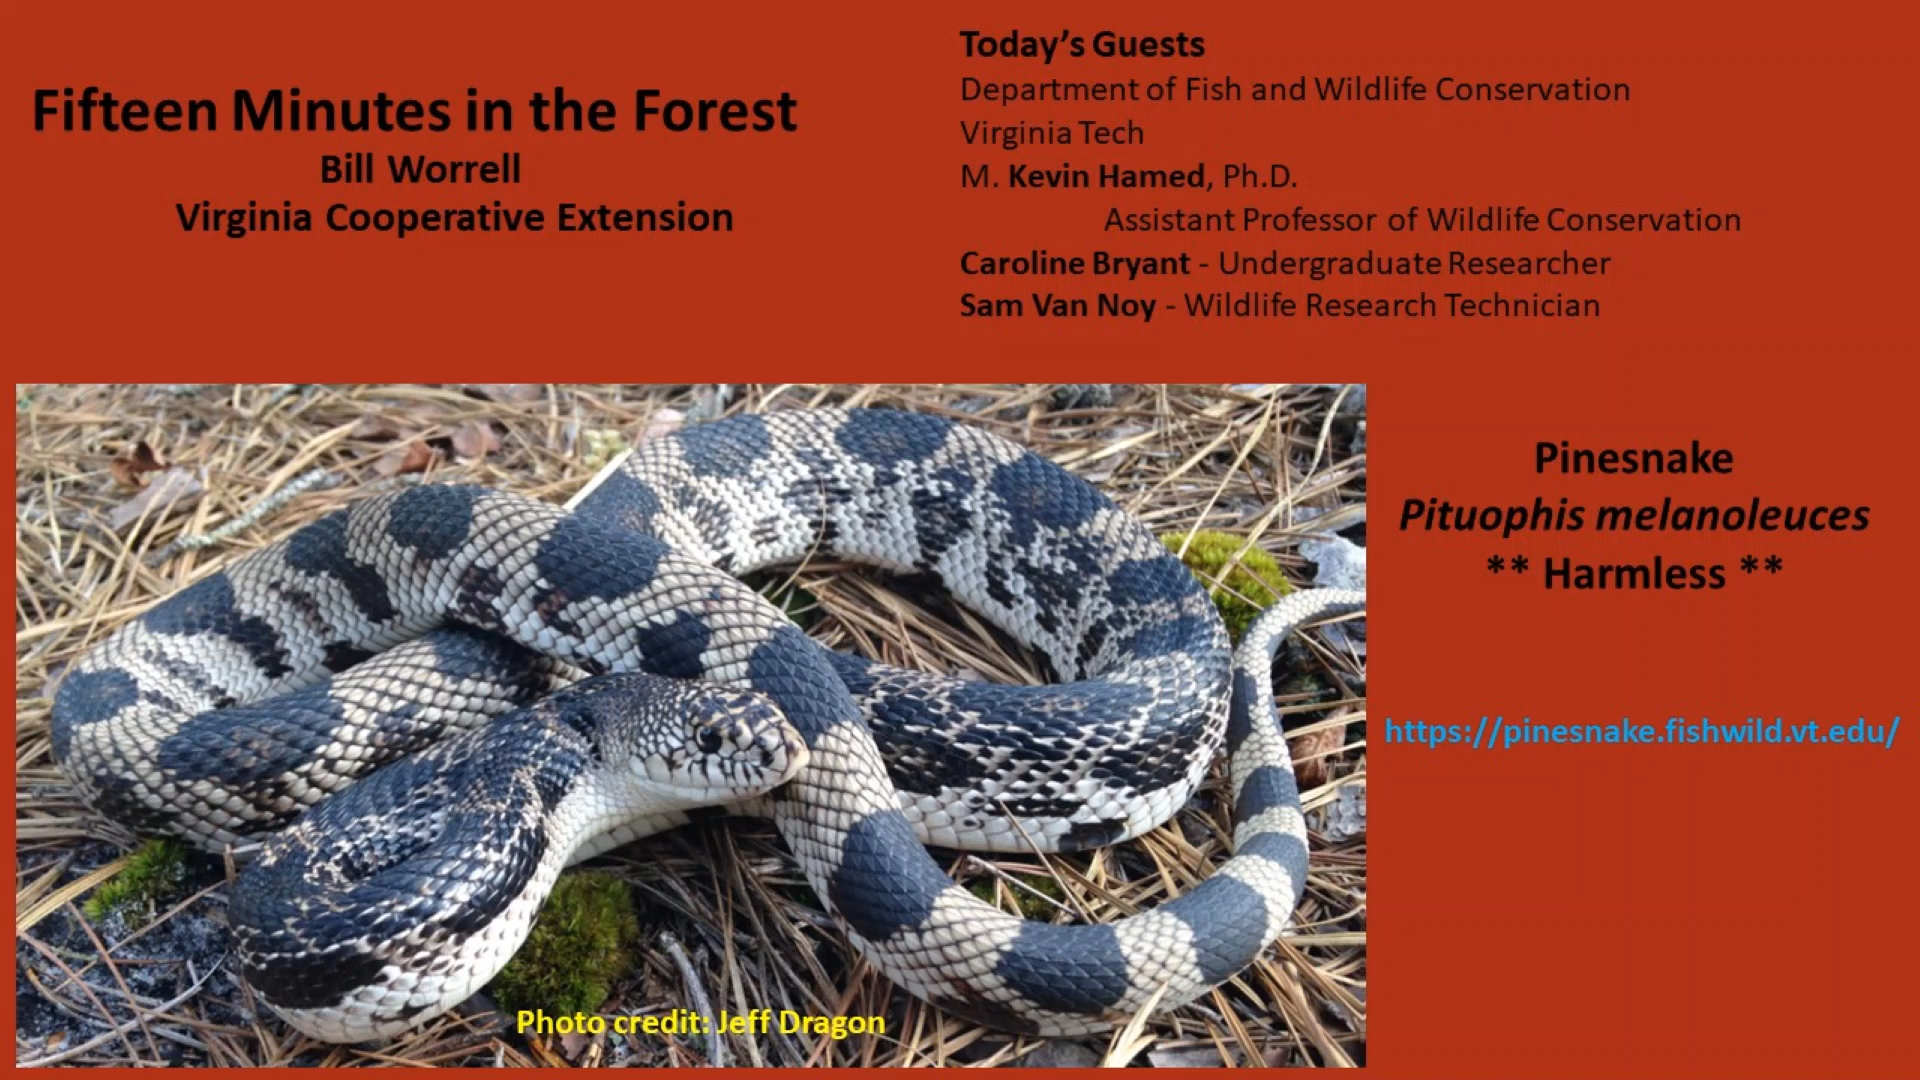 Fifteen Minutes in the Forest
Bill Worrell
Virginia Cooperative Extension
Today's Guests
Department of Fish and Wildlife Conservation
Virginia Tech
M. Kevin Hamed, Ph.D.
Assistant Professor of Wildlife Conservation
Caroline Bryant - Undergraduate Researcher
Sam Van Noy - Wildlife Research Technician
Pinesnake
Pituophis melanoleuces
** Harmless **
https://pinesnake.fishwild.vt.edu/
Photo credit: Jeff Dragon